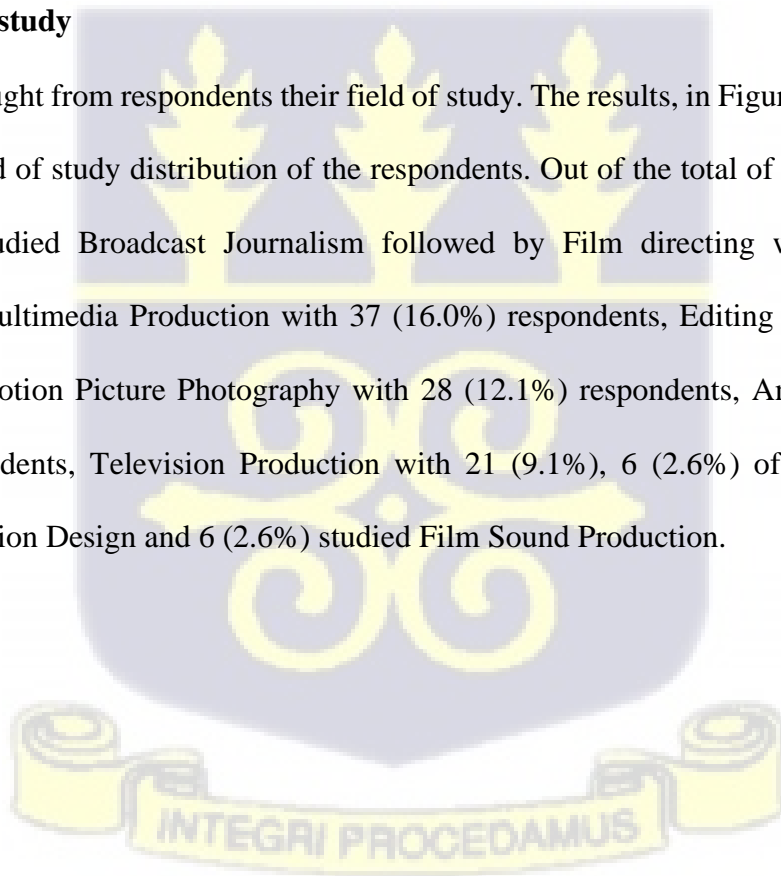 study
ught from respondents their field of study. The results, in Figur
d of study distribution of the respondents. Out of the total of
udied Broadcast Journalism followed by Film directing
ultimedia Production with 37 (16.0%) respondents, Editing
otion Picture Photography with 28 (12.1%) respondents,
dents, Television Production with 21 (9.1%), 6 (2.6%) of
ion Design and 6 (2.6%) studied Film Sound Production.
INTEGRI PROCEDAMUS